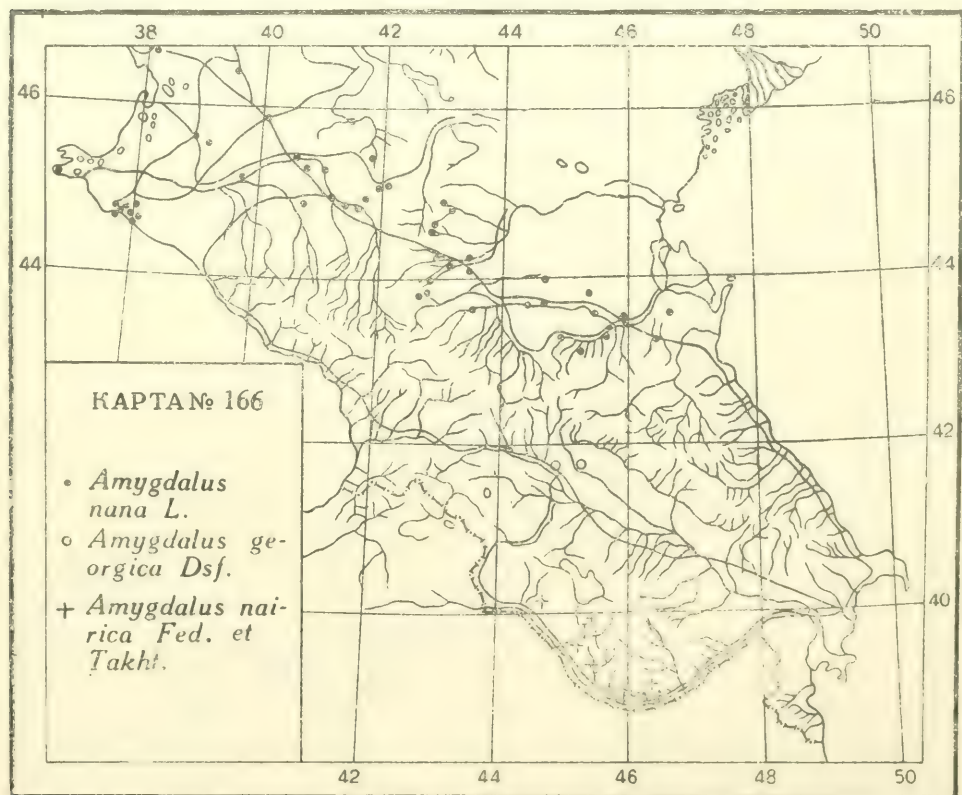 38 40 42 44 46 48 50
46 46
44 44
КАРТА № 166
42
Amygdalus
nana L.
Amygdalus ge-
orgica Dsf.
40
Amygdalus nai-
rica Fed. et
Takht.
42 44 46 48 50